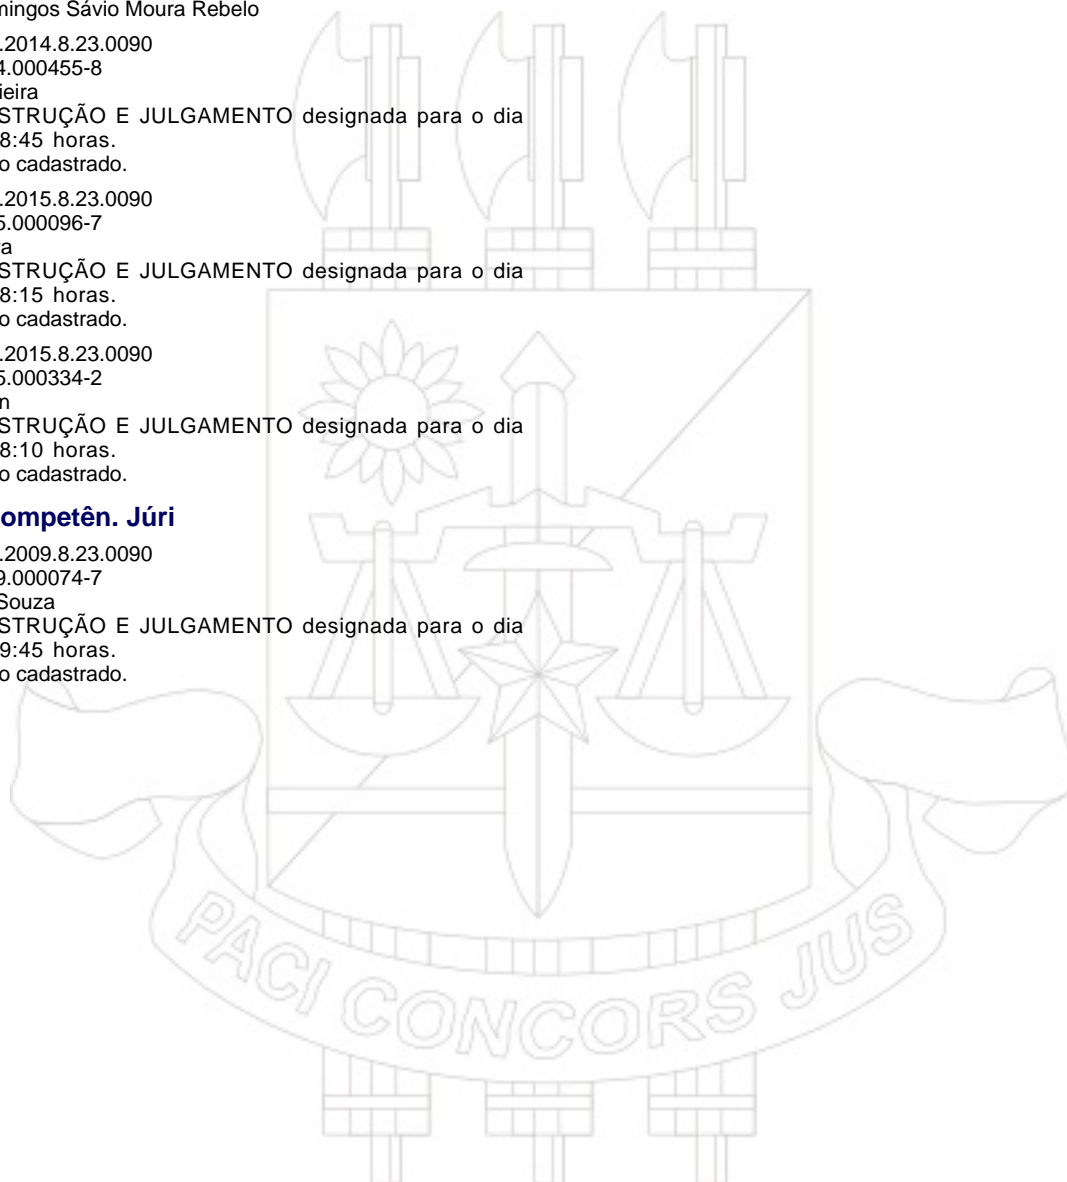 mingos Sávio Moura Rebelo
.2014.8.23.0090
4.000455-8
ieira
STRUÇÃO E JULGAMENTO designada para o dia
8:45 horas.
o cadastrado.
.2015.8.23.0090
5.000096-7
ra
STRUÇÃO E JULGAMENTO designada para o dia
8:15 horas.
o cadastrado.
.2015.8.23.0090
5.000334-2
n
STRUÇÃO E JULGAMENTO designada para o dia
8:10 horas.
o cadastrado.
ompetên. Júri
.2009.8.23.0090
9.000074-7
Souza
STRUÇÃO E JULGAMENTO designada para o dia
9:45 horas.
o cadastrado.
PACI CONCORS JUS